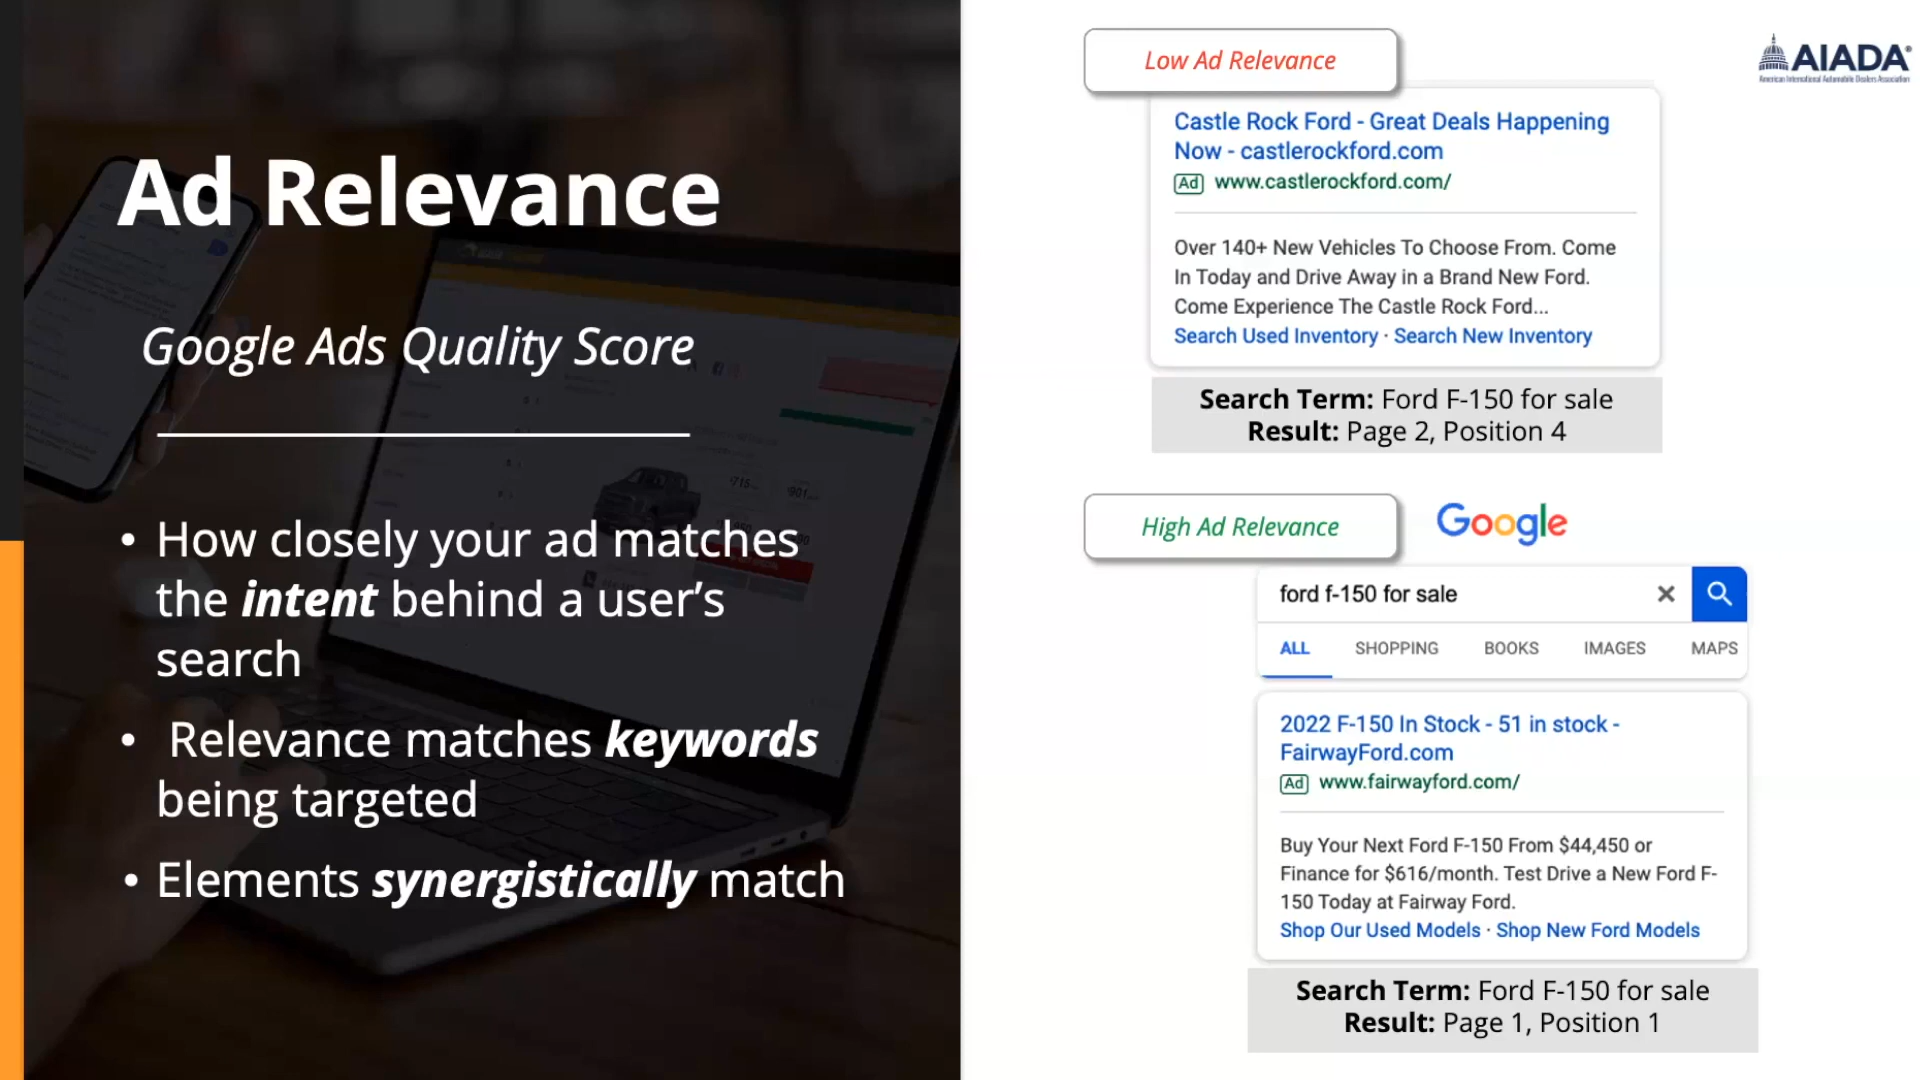 Ad Relevance
Google Ads Quality Score
• How closely your ad matches
the intent behind a user’s
search
• Relevance matches keywords
being targeted
• Elements synergistically match
Low Ad Relevance
AIADA®
American International Automobile Dealers Association
Castle Rock Ford - Great Deals Happening
Now - castlerockford.com
Ad www.castlerockford.com/
Over 140+ New Vehicles To Choose From. Come
In Today and Drive Away in a Brand New Ford.
Come Experience The Castle Rock Ford...
Search Used Inventory · Search New Inventory
Search Term: Ford F-150 for sale
Result: Page 2, Position 4
High Ad Relevance
Google
ford f-150 for sale
ALL SHOPPING BOOKS IMAGES MAPS
2022 F-150 In Stock - 51 in stock -
FairwayFord.com
Ad www.fairwayford.com/
Buy Your Next Ford F-150 From $44,450 or
Finance for $616/month. Test Drive a New Ford F-
150 Today at Fairway Ford.
Shop Our Used Models · Shop New Ford Models
Search Term: Ford F-150 for sale
Result: Page 1, Position 1